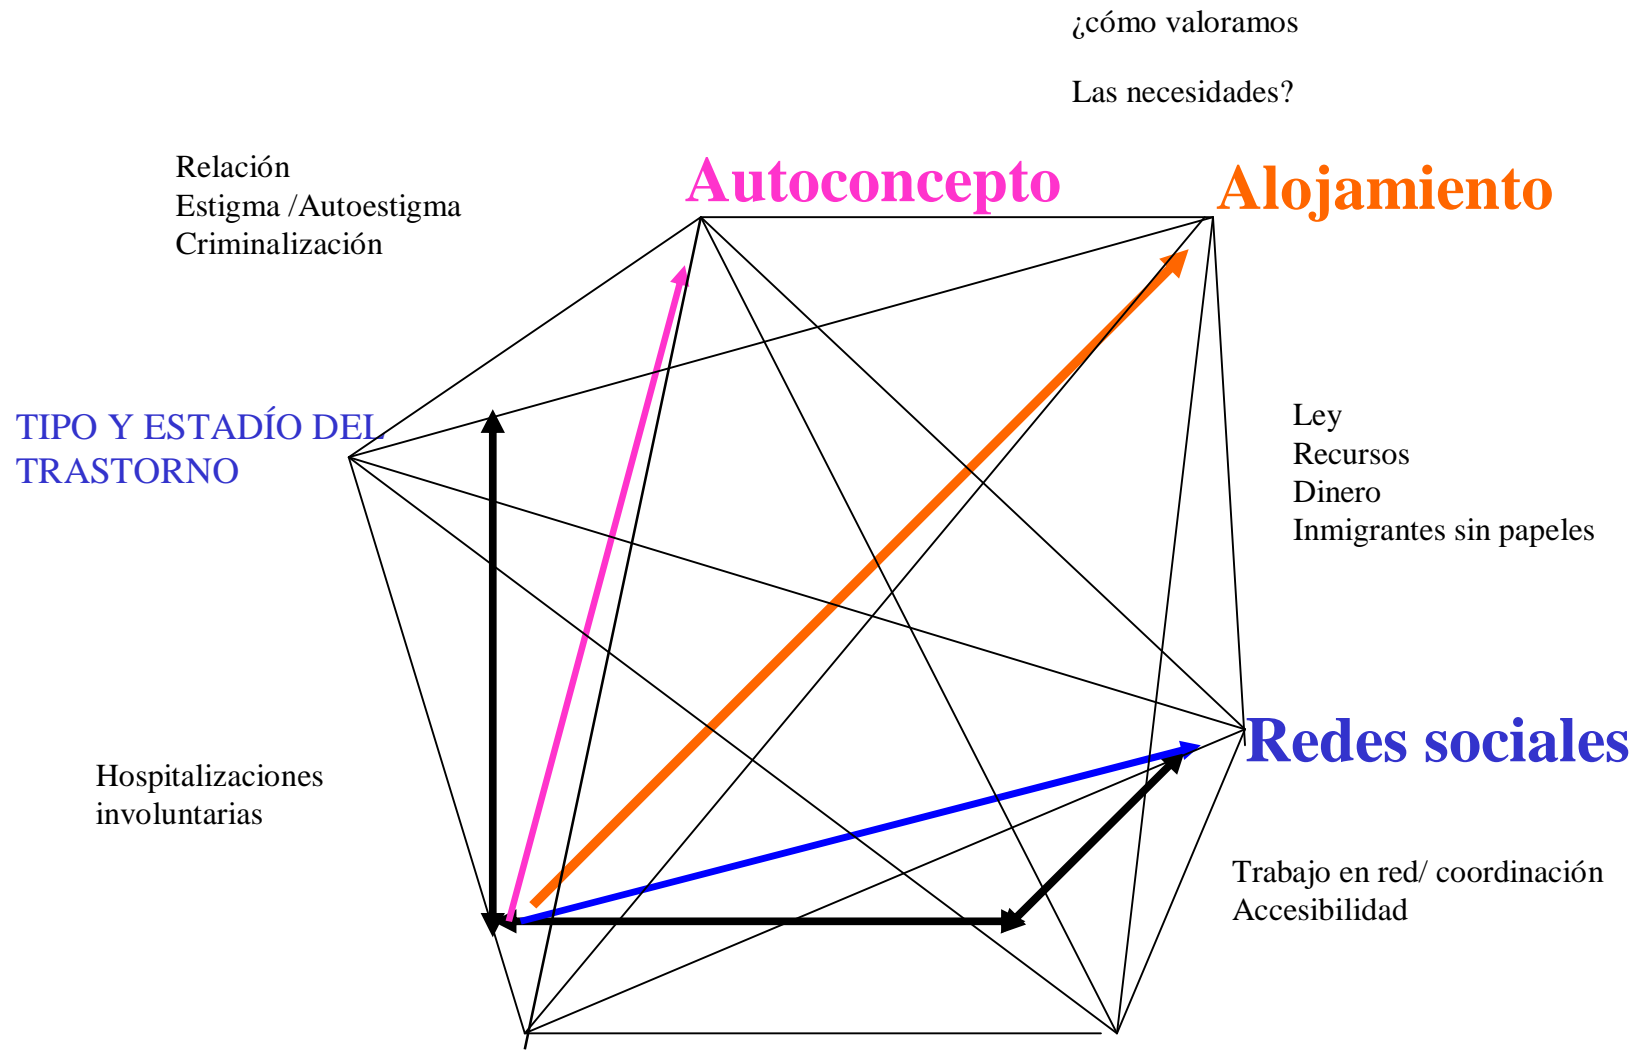 ¿cómo valoramos
Las necesidades?
Relación
Estigma /Autoestigma
Criminalización
Autoconcepto
Alojamiento
TIPO Y ESTADÍO DEL
TRASTORNO
Ley
Recursos
Dinero
Inmigrantes sin papeles
Redes sociales
Hospitalizaciones
involuntarias
Trabajo en red/ coordinación
Accesibilidad